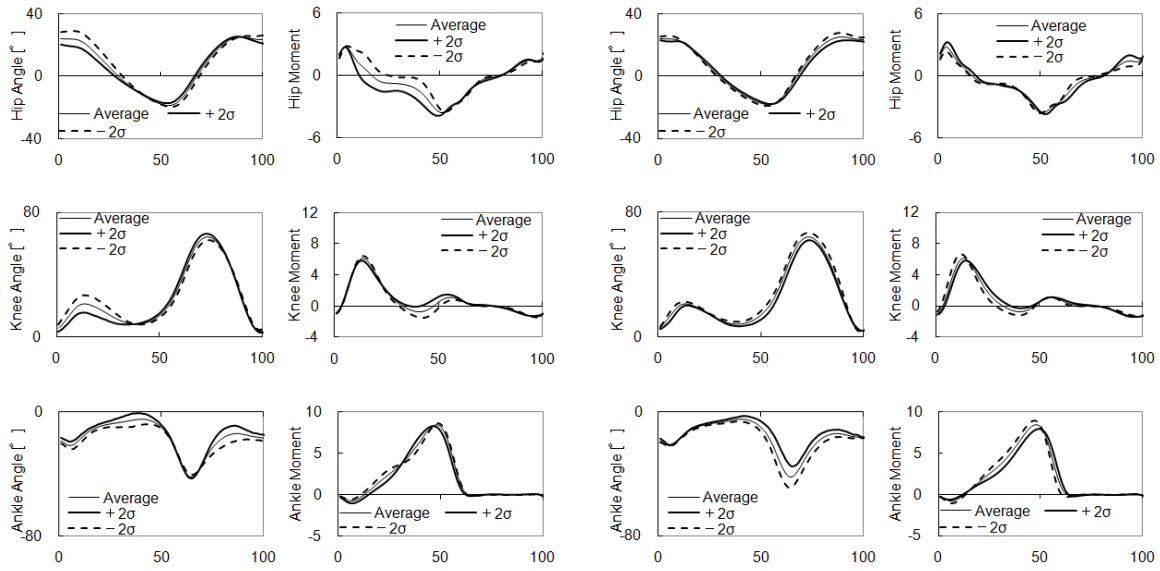 Hip Angle [°]
40
0
-40
Average
+2σ
−2σ
0
50
100
Hip Moment
6
0
-6
Average
+2σ
−2σ
0
50
100
Hip Angle [°]
40
0
-40
Average
+2σ
−2σ
0
50
100
Hip Moment
6
0
-6
Average
+2σ
−2σ
0
50
100
Knee Angle [°]
80
0
Average
+2σ
−2σ
0
50
100
Knee Moment
12
8
4
0
-4
Average
+2σ
−2σ
0
50
100
Knee Angle [°]
80
0
Average
+2σ
−2σ
0
50
100
Knee Moment
12
8
4
0
-4
Average
+2σ
−2σ
0
50
100
Ankle Angle [°]
0
-80
Average
+2σ
−2σ
0
50
100
Ankle Moment
10
5
0
-5
Average
+2σ
−2σ
0
50
100
Ankle Angle [°]
0
-80
Average
+2σ
−2σ
0
50
100
Ankle Moment
10
5
0
-5
Average
+2σ
−2σ
0
50
100